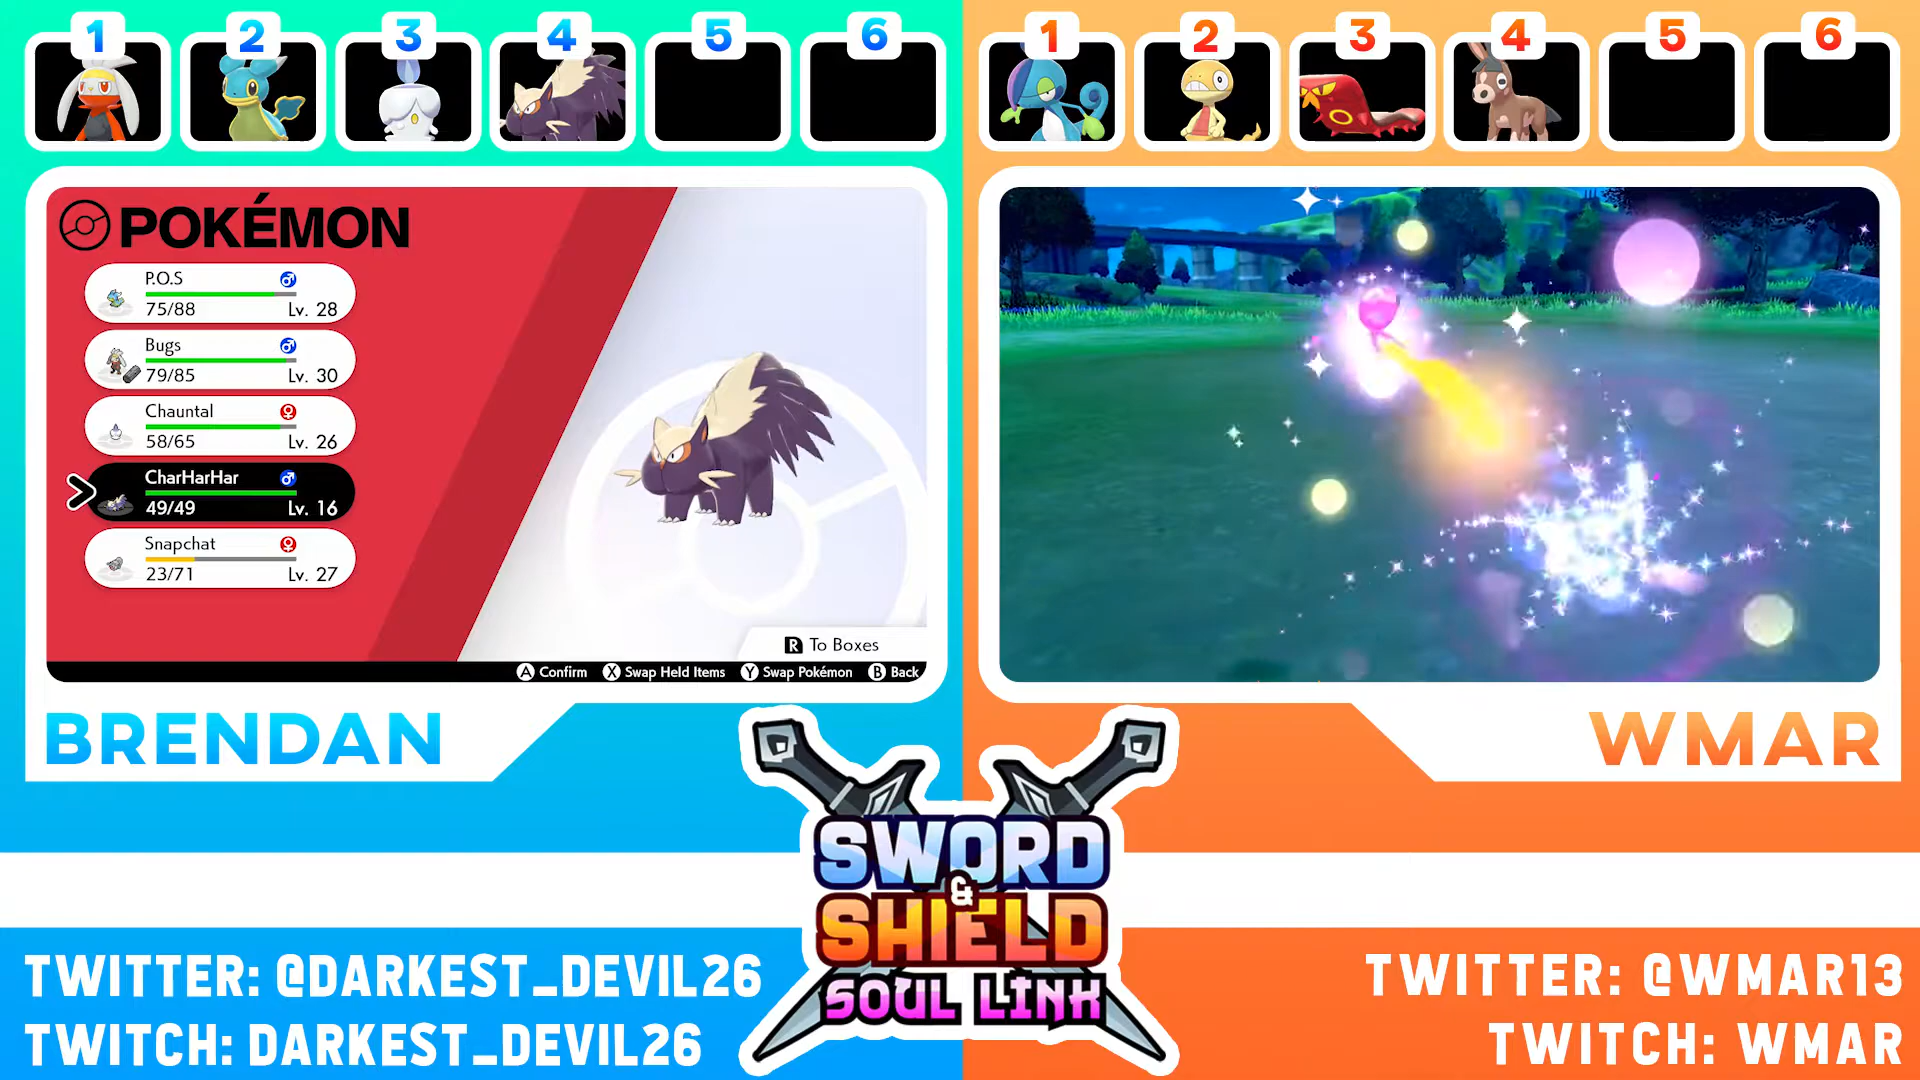 1 2 3 4 5 6
1 2 3 4 5 6
POKÉMON
P.O.S
75/88 Lv. 28
Bugs
79/85 Lv. 30
Chauntal
58/65 Lv. 26
CharHarHar
49/49 Lv. 16
Snapchat
23/71 Lv. 27
R To Boxes
A Confirm X Swap Held Items Y Swap Pokémon B Back
BRENDAN
WMAR
SWORD
&
SHIELD
SOUL LINK
TWITTER: @DARKEST_DEVIL26
TWITCH: DARKEST_DEVIL26
TWITTER: @WMAR13
TWITCH: WMAR